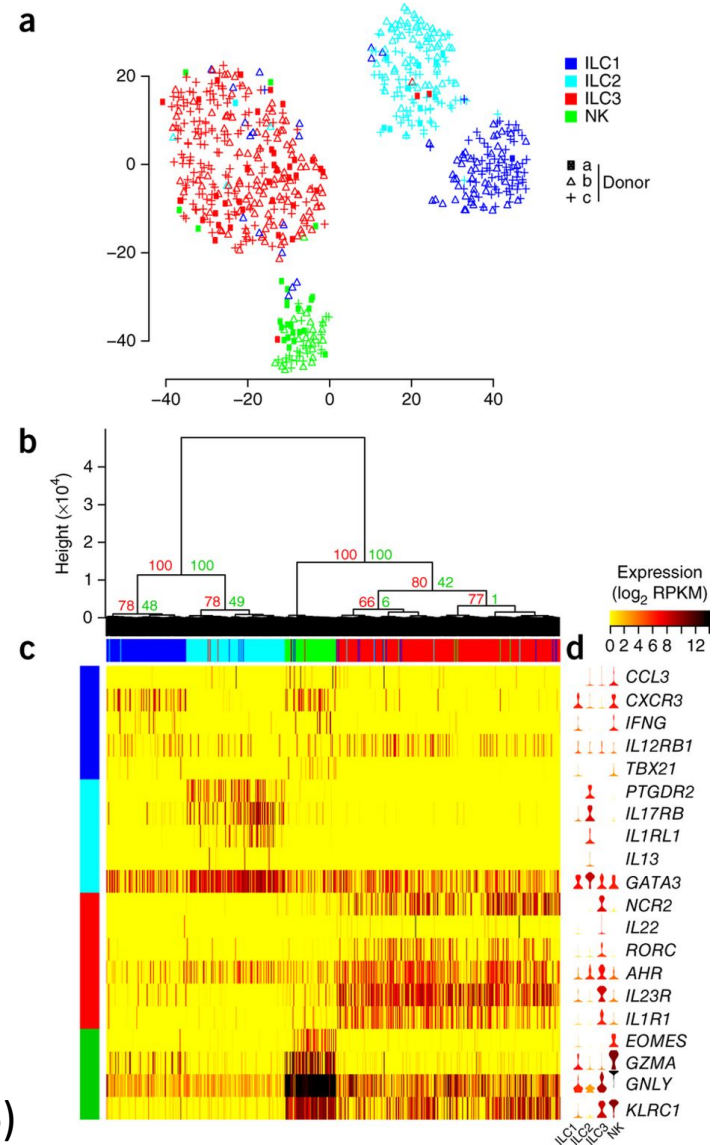 a
ILC1
ILC2
ILC3
NK
a
b
c
Donor
20
0
−20
−40
−40 −20 0 20 40
b
Height (×10⁴)
4
3
2
1
0
100 100
100 100
80 42
78 48 78 49 66 6 77 1
Expression
(log₂ RPKM)
0 2 4 6 8 12
c
d
CCL3
CXCR3
IFNG
IL12RB1
TBX21
PTGDR2
IL17RB
IL1RL1
IL13
GATA3
NCR2
IL22
RORC
AHR
IL23R
IL1R1
EOMES
GZMA
GNLY
KLRC1
ILC1 ILC2 ILC3 NK
)